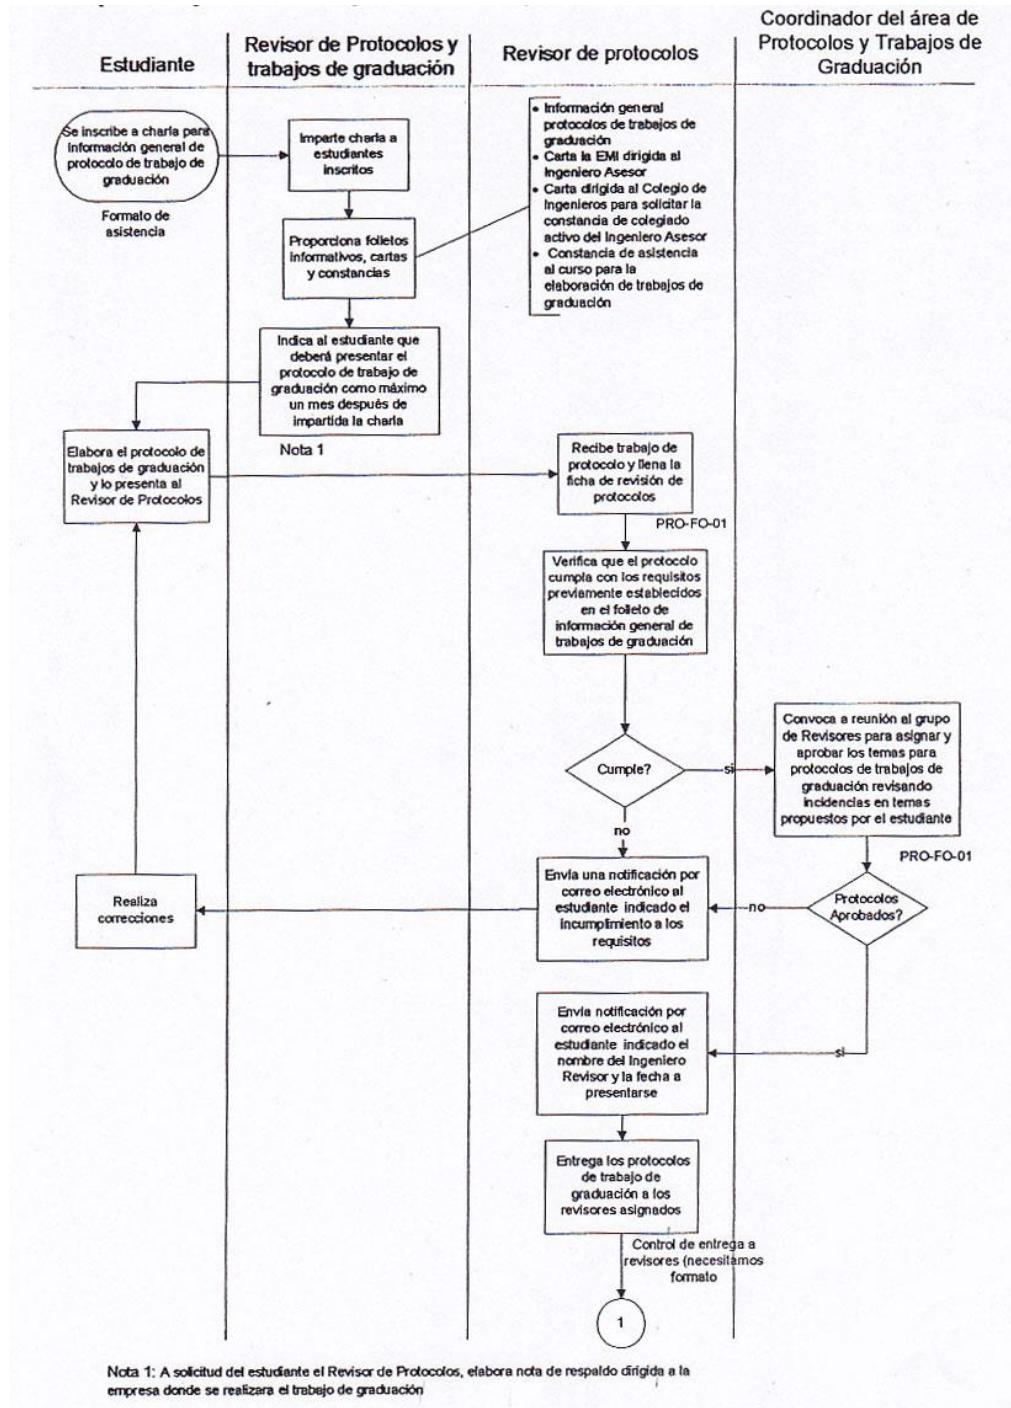 Estudiante
Revisor de Protocolos y
trabajos de graduación
Revisor de protocolos
Coordinador del área de
Protocolos y Trabajos de
Graduación
Se inscribe a charla para
Información general de
protocolo de trabajo de
graduación
Formato de
asistencia
Imparte charla a
estudiantes
inscritos
Proporciona folletos
informativos, cartas
y constancias
• Información general
protocolos de trabajos de
graduación
• Carta la EMI dirigida al
Ingeniero Asesor
• Carta dirigida al Colegio de
Ingenieros para solicitar la
constancia de colegiado
activo del Ingeniero Asesor
• Constancia de asistencia
al curso para la
elaboración de trabajos de
graduación
Indica al estudiante que
deberá presentar el
protocolo de trabajo de
graduación como máximo
un mes después de
impartida la charla
Nota 1
Elabora el protocolo de
trabajos de graduación
y lo presenta al
Revisor de Protocolos
Recibe trabajo de
protocolo y llena la
ficha de revisión de
protocolos
PRO-FO-01
Verifica que el protocolo
cumpla con los requisitos
previamente establecidos
en el folleto de
información general de
trabajos de graduación
Cumple?
si
no
Convoca a reunión al grupo
de Revisores para asignar y
aprobar los temas para
protocolos de trabajos de
graduación revisando
incidencias en temas
propuestos por el estudiante
PRO-FO-01
Protocolos
Aprobados?
no
si
Envía una notificación por
correo electrónico al
estudiante indicado el
incumplimiento a los
requisitos
Realiza
correcciones
Envía notificación por
correo electrónico al
estudiante indicado el
nombre del Ingeniero
Revisor y la fecha a
presentarse
Entrega los protocolos
de trabajo de
graduación a los
revisores asignados
Control de entrega a
revisores (necesitamos
formato
1
Nota 1: A solicitud del estudiante el Revisor de Protocolos, elabora nota de respaldo dirigida a la
empresa donde se realizara el trabajo de graduación